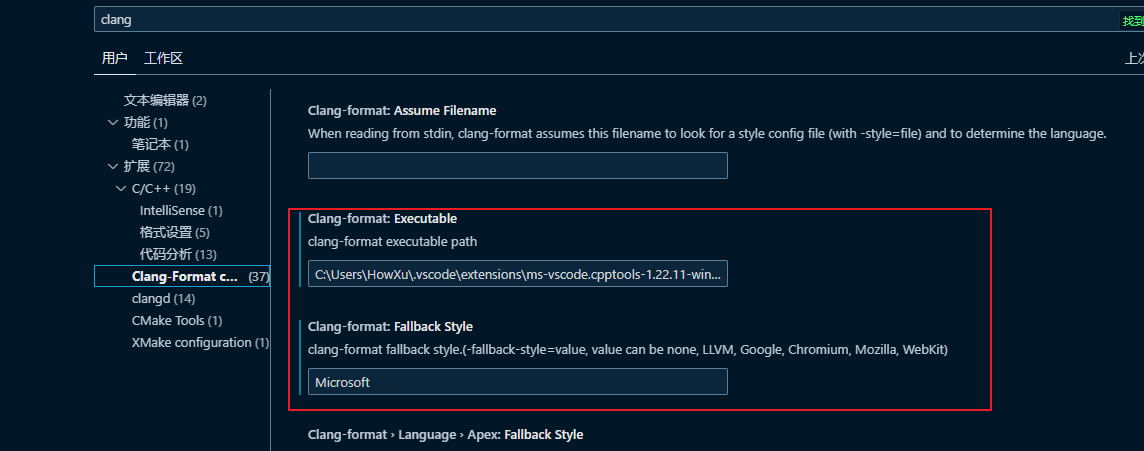 clang
找到
用户 工作区
上次
文本编辑器 (2)
功能 (1)
笔记本 (1)
扩展 (72)
C/C++ (19)
IntelliSense (1)
格式设置 (5)
代码分析 (13)
Clang-Format c... (37)
clangd (14)
CMake Tools (1)
XMake configuration (1)
Clang-format: Assume Filename
When reading from stdin, clang-format assumes this filename to look for a style config file (with -style=file) and to determine the language.
Clang-format: Executable
clang-format executable path
C:\Users\HowXu\.vscode\extensions\ms-vscode.cpptools-1.22.11-win...
Clang-format: Fallback Style
clang-format fallback style.(-fallback-style=value, value can be none, LLVM, Google, Chromium, Mozilla, WebKit)
Microsoft
Clang-format › Language › Apex: Fallback Style